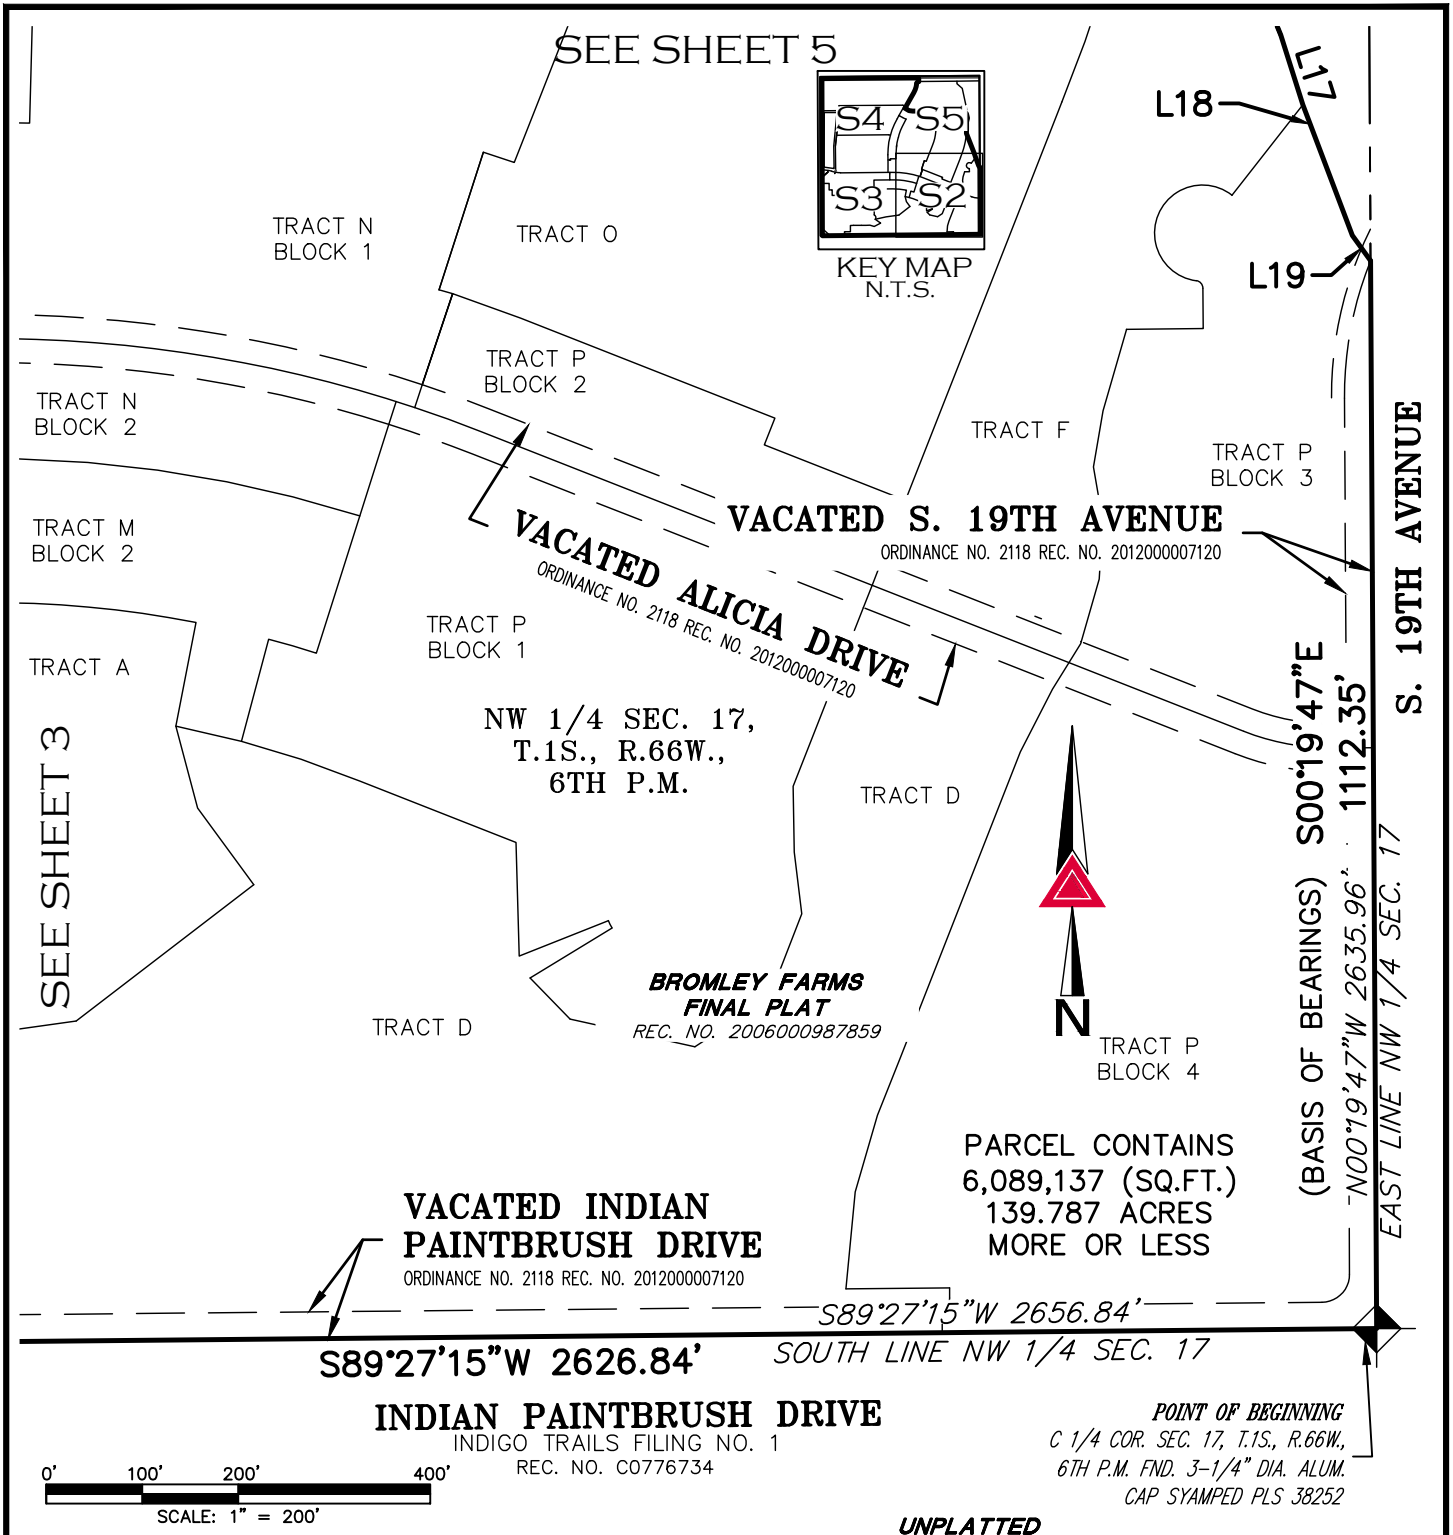 SEE SHEET 5
L17
L18
S4
S5
S3
S2
KEY MAP
N.T.S.
L19
TRACT N
BLOCK 1
TRACT O
TRACT P
BLOCK 2
TRACT N
BLOCK 2
TRACT F
TRACT P
BLOCK 3
S. 19TH AVENUE
TRACT M
BLOCK 2
VACATED S. 19TH AVENUE
ORDINANCE NO. 2118 REC. NO. 2012000007120
VACATED ALICIA DRIVE
ORDINANCE NO. 2118 REC. NO. 2012000007120
TRACT A
TRACT P
BLOCK 1
NW 1/4 SEC. 17,
T.1S., R.66W.,
6TH P.M.
SEE SHEET 3
TRACT D
(BASIS OF BEARINGS) S00°19'47"E
1112.35'
N00°19'47"W 2635.96'
EAST LINE NW 1/4 SEC. 17
N
TRACT D
BROMLEY FARMS
FINAL PLAT
REC. NO. 2006000987859
TRACT P
BLOCK 4
PARCEL CONTAINS
6,089,137 (SQ.FT.)
139.787 ACRES
MORE OR LESS
VACATED INDIAN
PAINTBRUSH DRIVE
ORDINANCE NO. 2118 REC. NO. 2012000007120
S89°27'15"W 2656.84'
SOUTH LINE NW 1/4 SEC. 17
S89°27'15"W 2626.84'
INDIAN PAINTBRUSH DRIVE
INDIGO TRAILS FILING NO. 1
REC. NO. C0776734
POINT OF BEGINNING
C 1/4 COR. SEC. 17, T.1S., R.66W.,
6TH P.M. FND. 3-1/4" DIA. ALUM.
CAP SYAMPED PLS 38252
0' 100' 200' 400'
SCALE: 1" = 200'
UNPLATTED